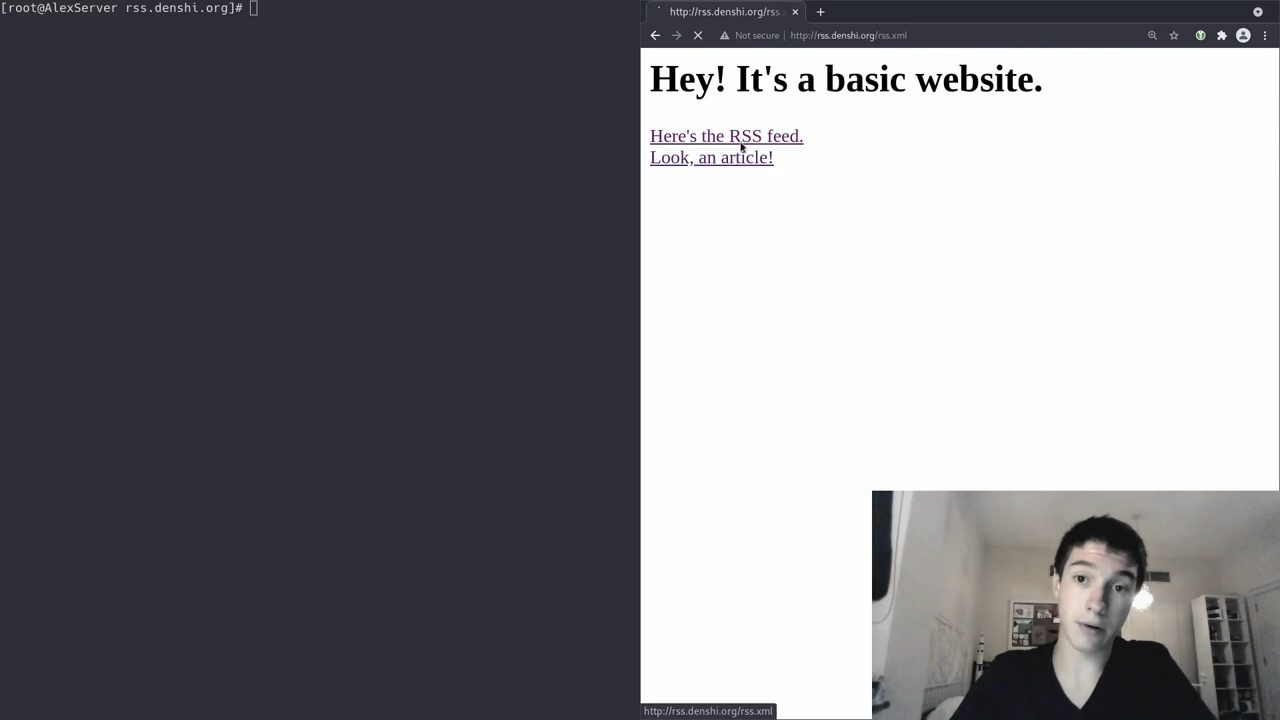 [root@AlexServer rss.denshi.org]#
http://rss.denshi.org/rss.
Not secure
http://rss.denshi.org/rss.xml
Hey! It's a basic website.
Here's the RSS feed.
Look, an article!
http://rss.denshi.org/rss.xml